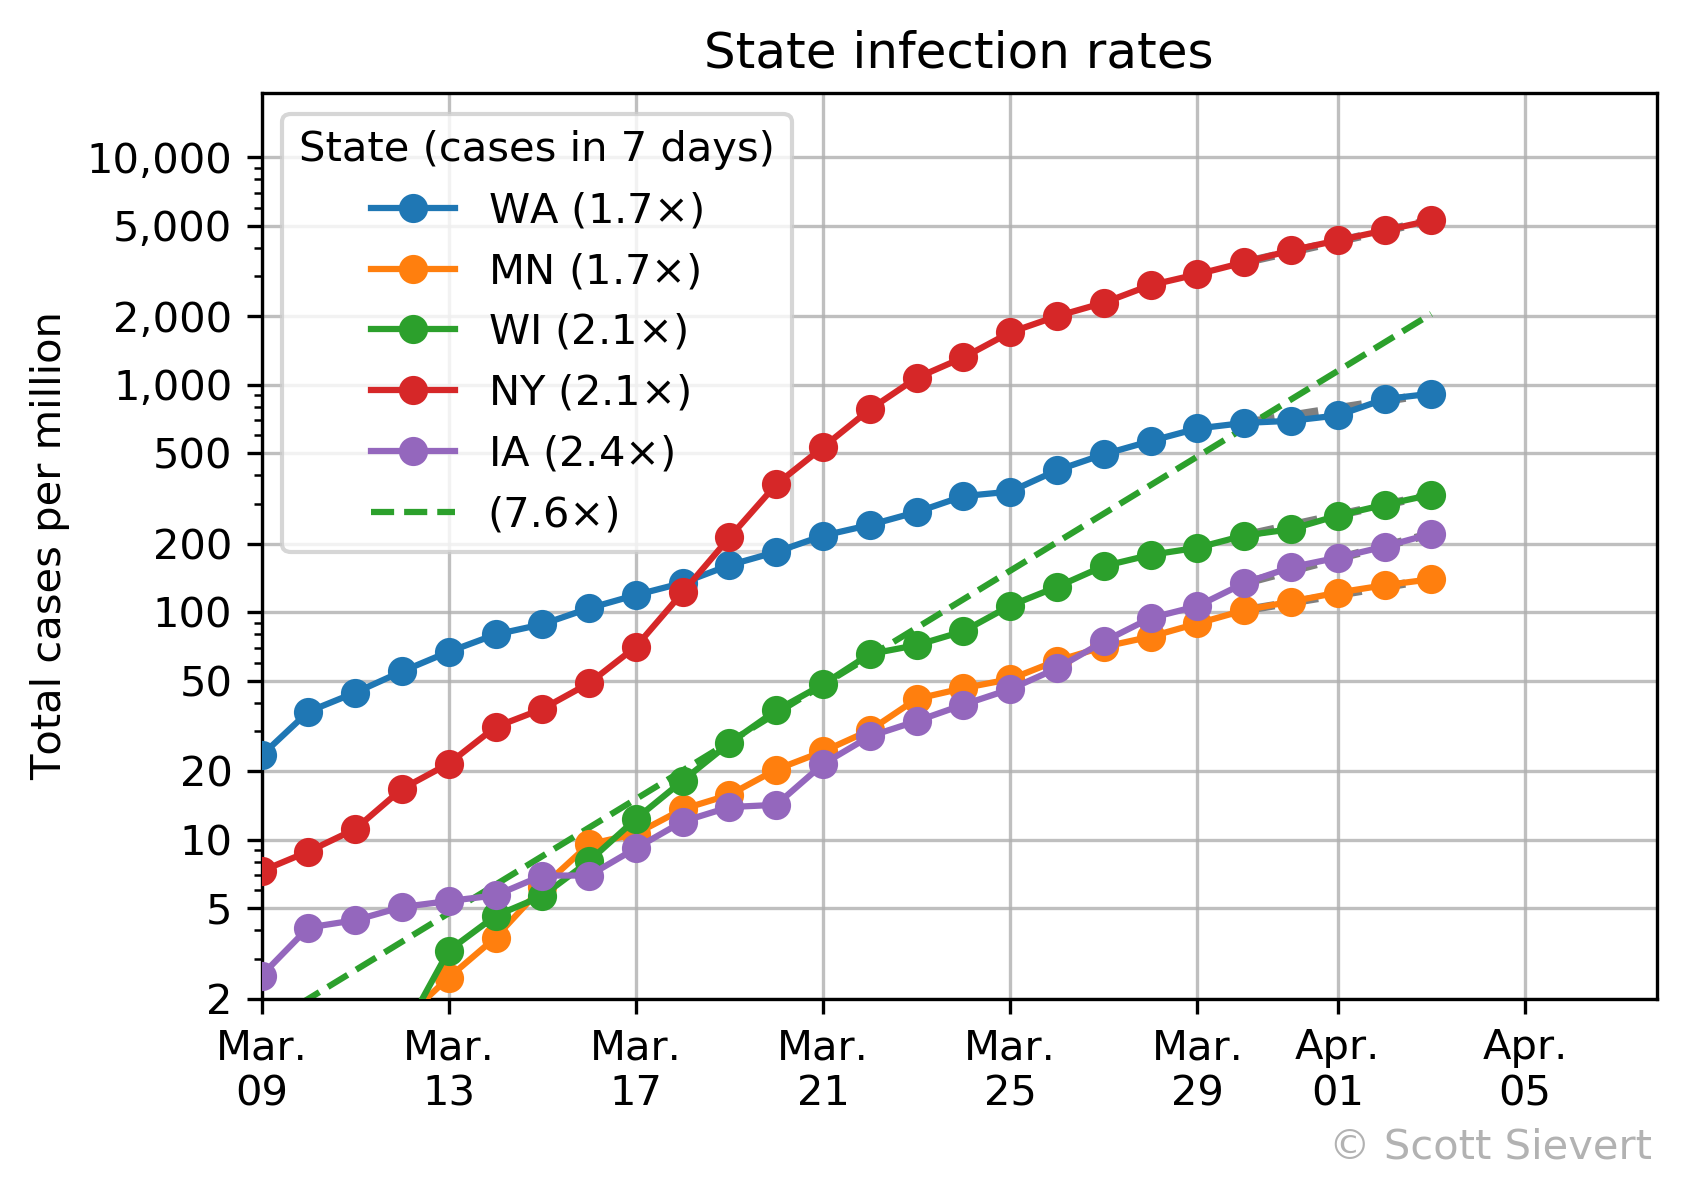 State infection rates
Total cases per million
10,000
5,000
2,000
1,000
500
200
100
50
20
10
5
2
State (cases in 7 days)
WA (1.7×)
MN (1.7×)
WI (2.1×)
NY (2.1×)
IA (2.4×)
(7.6×)
Mar. Mar. Mar. Mar. Mar. Mar. Apr. Apr.
09 13 17 21 25 29 01 05
© Scott Sievert